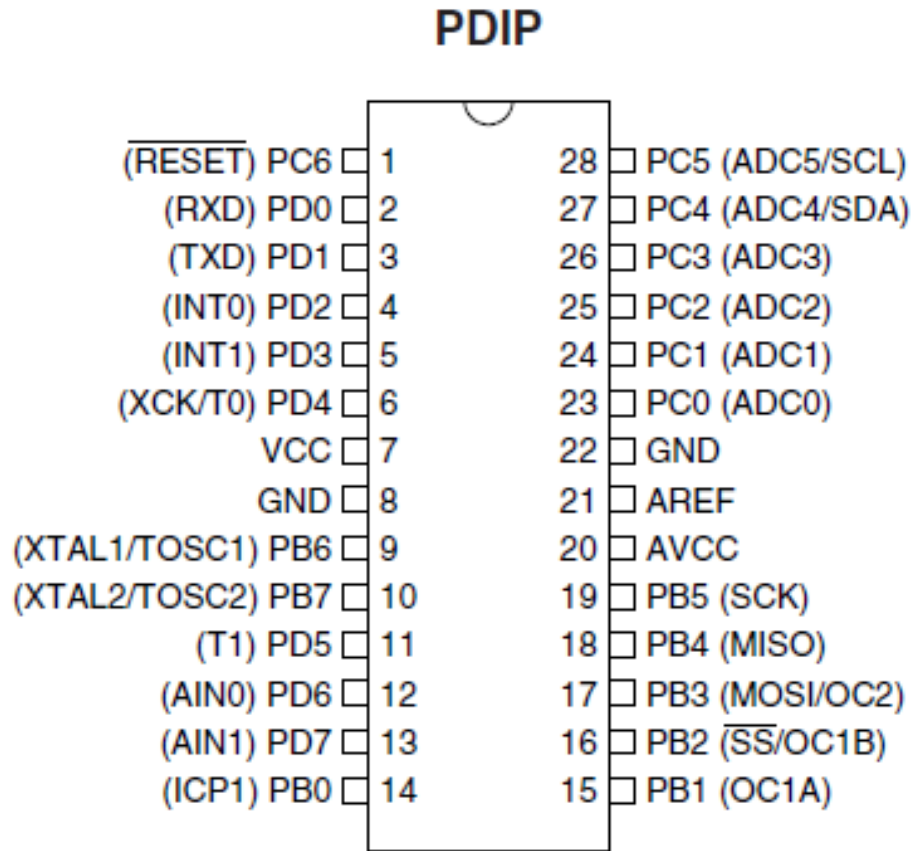 PDIP
(RESET) PC6 1 28 PC5 (ADC5/SCL)
(RXD) PD0 2 27 PC4 (ADC4/SDA)
(TXD) PD1 3 26 PC3 (ADC3)
(INT0) PD2 4 25 PC2 (ADC2)
(INT1) PD3 5 24 PC1 (ADC1)
(XCK/T0) PD4 6 23 PC0 (ADC0)
VCC 7 22 GND
GND 8 21 AREF
(XTAL1/TOSC1) PB6 9 20 AVCC
(XTAL2/TOSC2) PB7 10 19 PB5 (SCK)
(T1) PD5 11 18 PB4 (MISO)
(AIN0) PD6 12 17 PB3 (MOSI/OC2)
(AIN1) PD7 13 16 PB2 (SS/OC1B)
(ICP1) PB0 14 15 PB1 (OC1A)